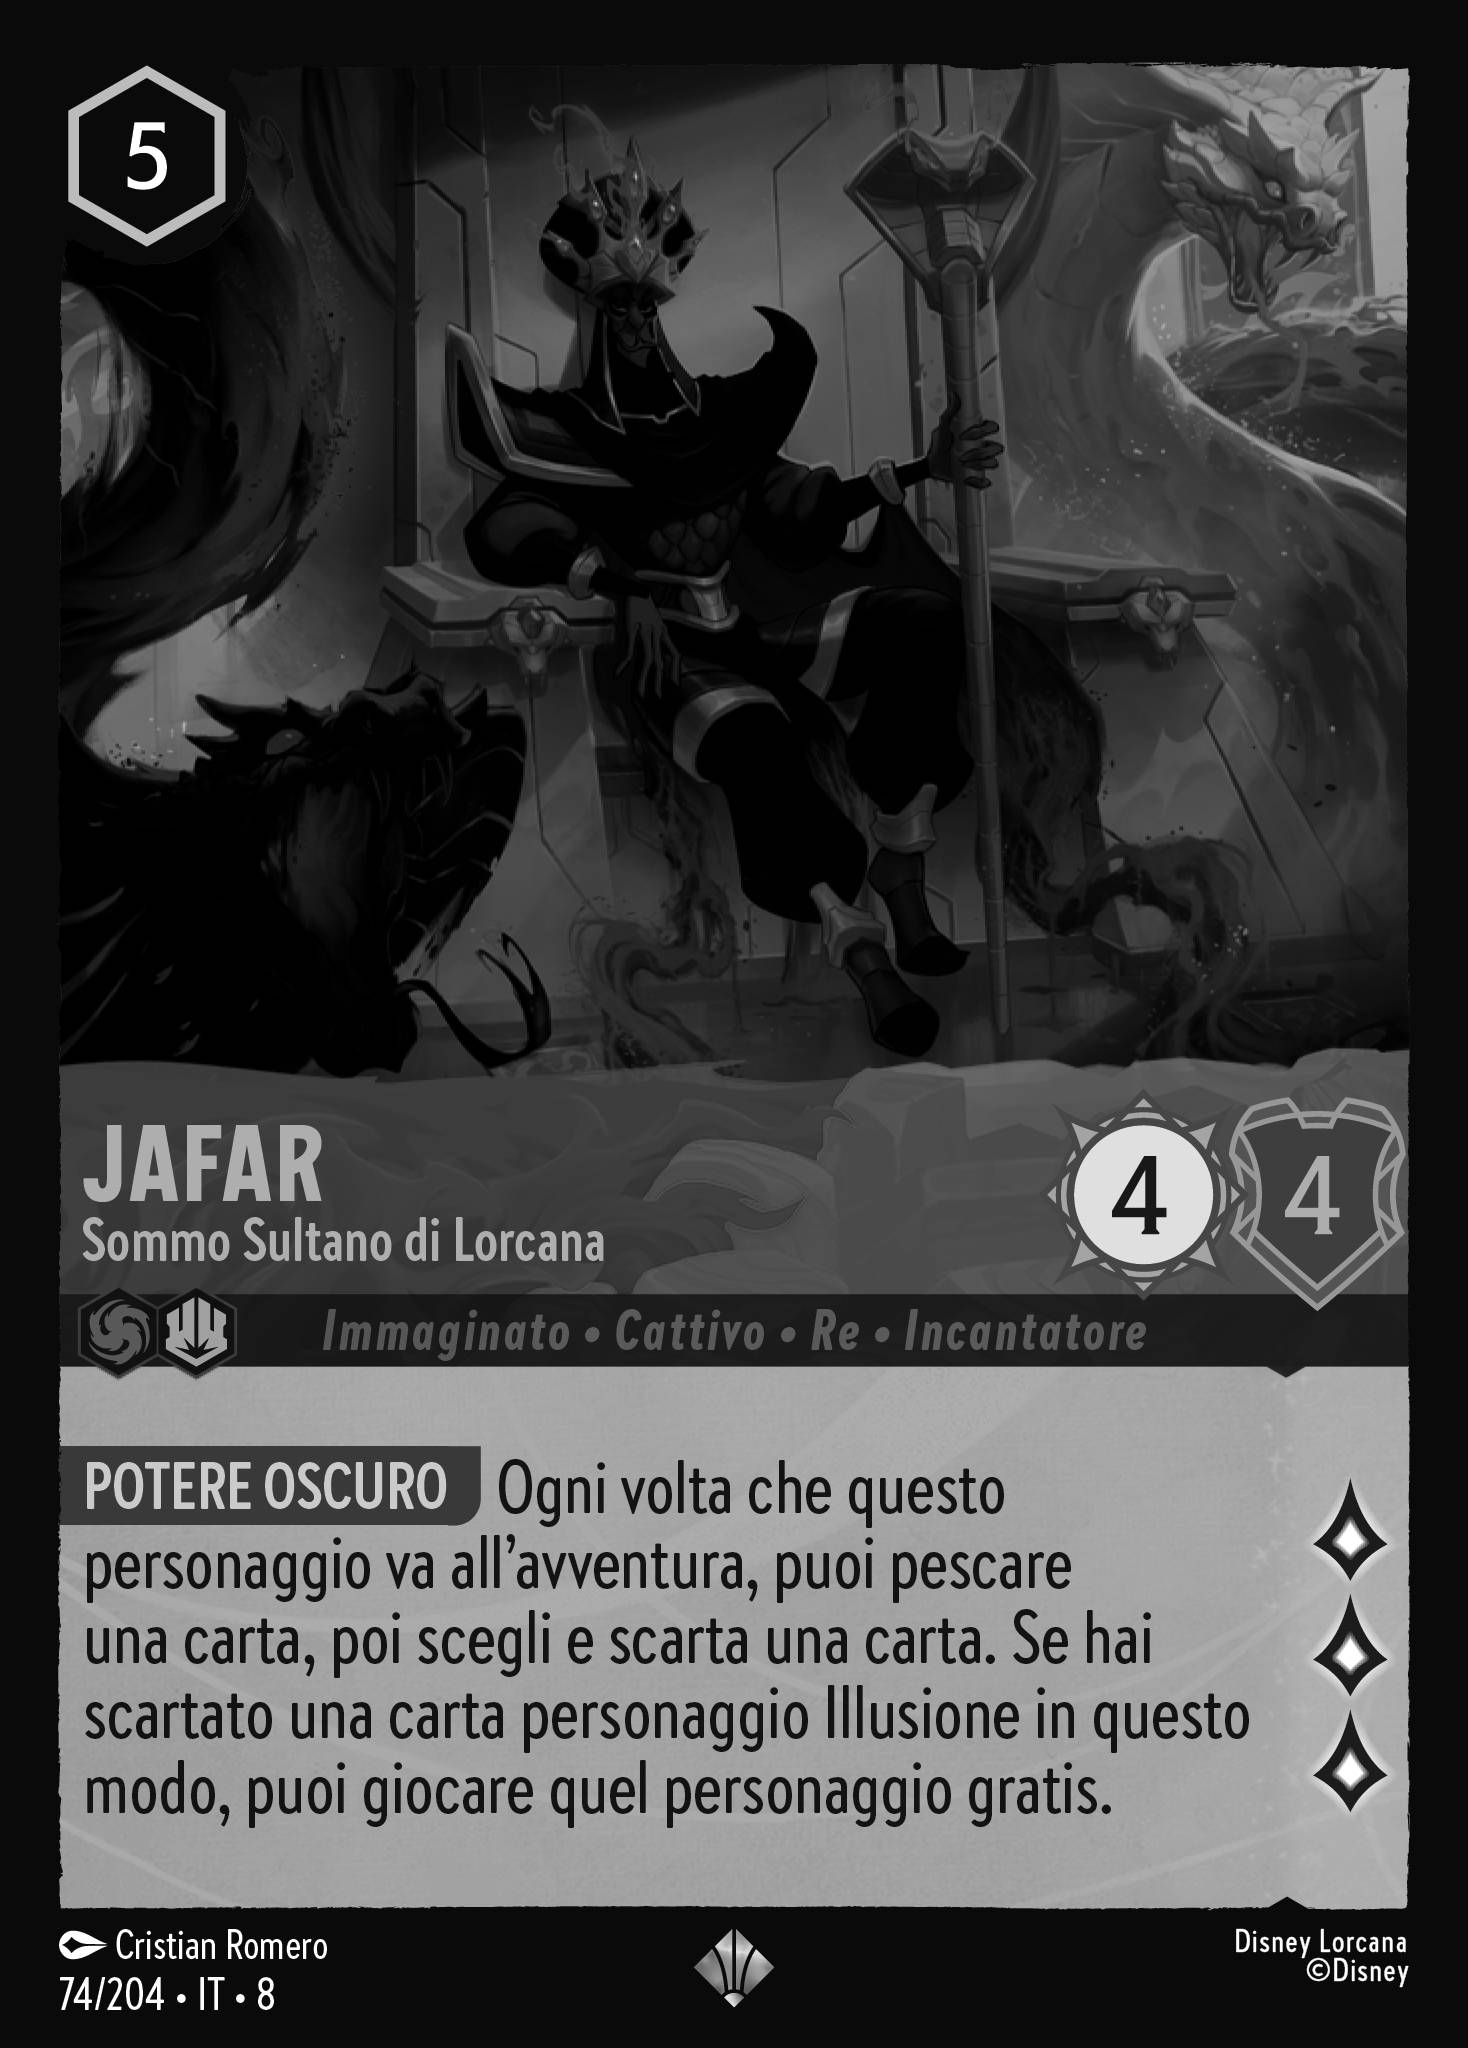 5
JAFAR
Sommo Sultano di Lorcana
4 4
Immaginato • Cattivo • Re • Incantatore
POTERE OSCURO Ogni volta che questo
personaggio va all’avventura, puoi pescare
una carta, poi scegli e scarta una carta. Se hai
scartato una carta personaggio Illusione in questo
modo, puoi giocare quel personaggio gratis.
Cristian Romero
74/204 • IT • 8
Disney Lorcana
©Disney